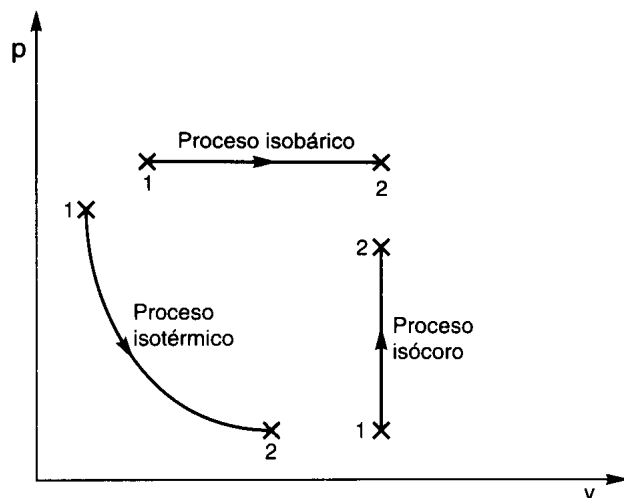 p
Proceso isobárico
1
2
1
2
Proceso
isotérmico
Proceso
isócoro
2
1
v